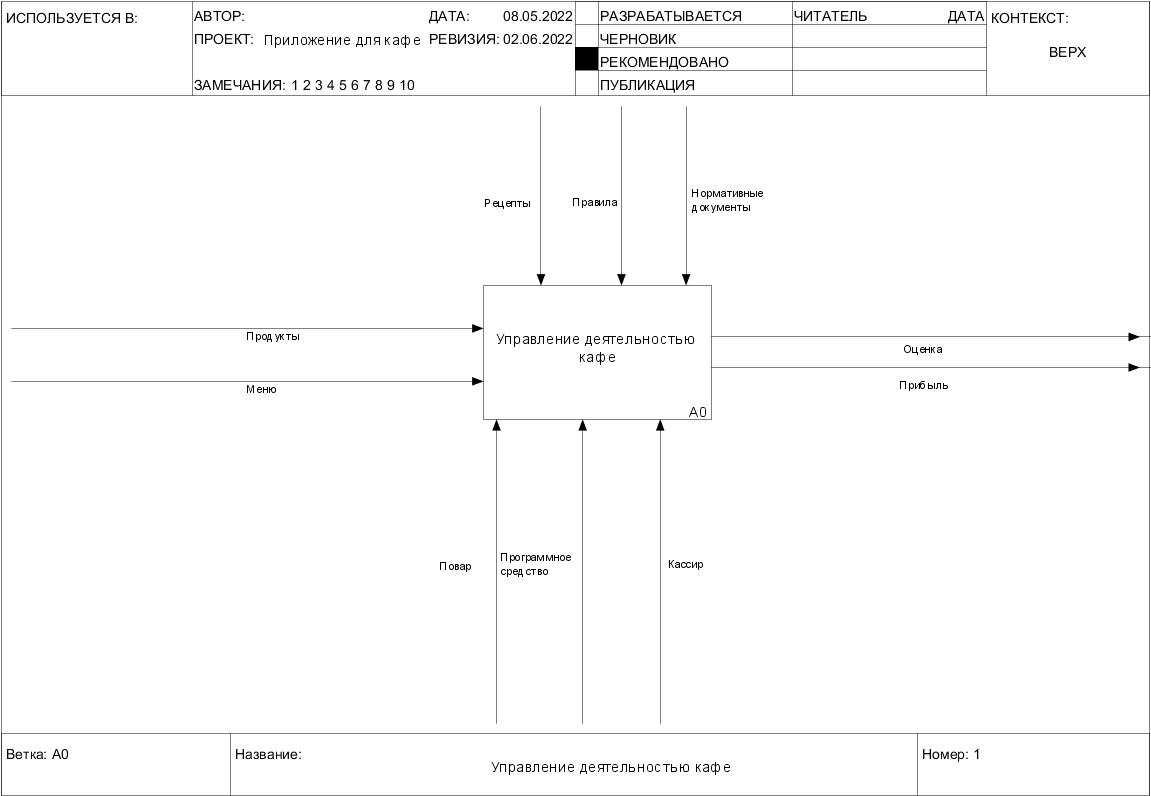 ИСПОЛЬЗУЕТСЯ В:
АВТОР:
ДАТА: 08.05.2022
ПРОЕКТ: Приложение для кафе
РЕВИЗИЯ: 02.06.2022
ЗАМЕЧАНИЯ: 1 2 3 4 5 6 7 8 9 10
РАЗРАБАТЫВАЕТСЯ
ЧЕРНОВИК
РЕКОМЕНДОВАНО
ПУБЛИКАЦИЯ
ЧИТАТЕЛЬ
ДАТА
КОНТЕКСТ:
ВЕРХ
Рецепты
Правила
Нормативные
документы
Продукты
Меню
Управление деятельностью
кафе
A0
Оценка
Прибыль
Повар
Программное
средство
Кассир
Ветка: A0
Название:
Управление деятельностью кафе
Номер: 1